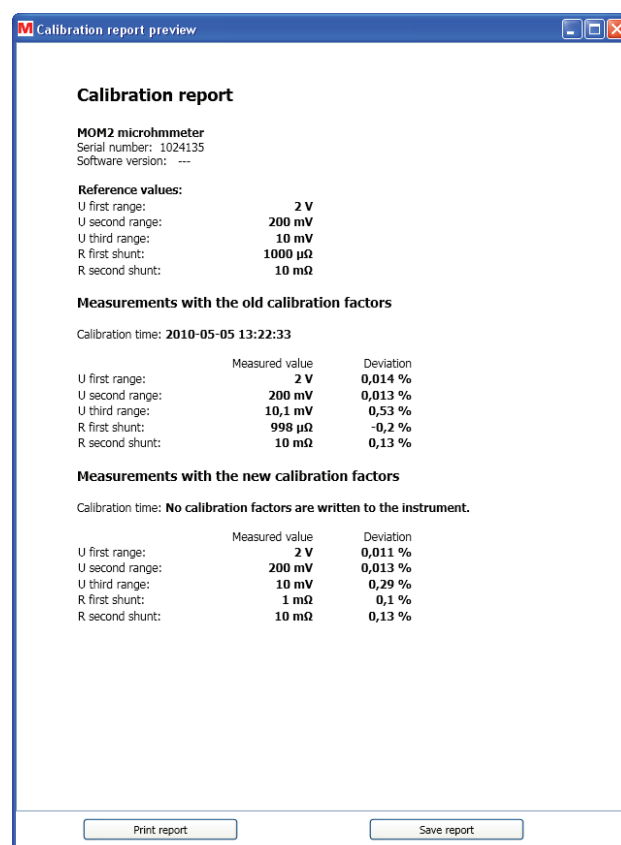 M Calibration report preview
Calibration report
MOM2 microhmmeter
Serial number: 1024135
Software version: ---
Reference values:
U first range: 2 V
U second range: 200 mV
U third range: 10 mV
R first shunt: 1000 µΩ
R second shunt: 10 mΩ
Measurements with the old calibration factors
Calibration time: 2010-05-05 13:22:33
Measured value Deviation
U first range: 2 V 0,014 %
U second range: 200 mV 0,013 %
U third range: 10,1 mV 0,53 %
R first shunt: 998 µΩ -0,2 %
R second shunt: 10 mΩ 0,13 %
Measurements with the new calibration factors
Calibration time: No calibration factors are written to the instrument.
Measured value Deviation
U first range: 2 V 0,011 %
U second range: 200 mV 0,013 %
U third range: 10 mV 0,29 %
R first shunt: 1 mΩ 0,1 %
R second shunt: 10 mΩ 0,13 %
Print report Save report